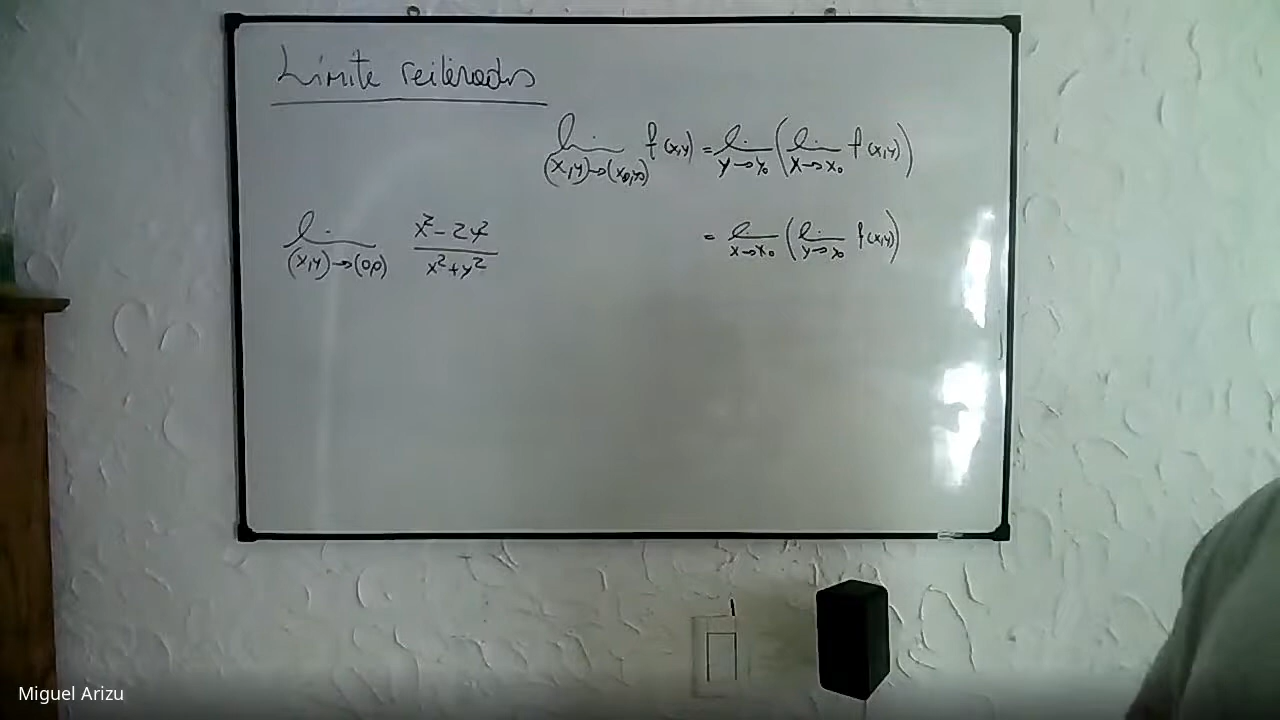 Límite reiterados
lim (x,y)→(x₀,y₀) f(x,y) = lim y→y₀ (lim x→x₀ f(x,y))
lim (x,y)→(0,0) x²-2y² / x²+y²
= lim x→x₀ (lim y→y₀ f(x,y))
Miguel Arizu